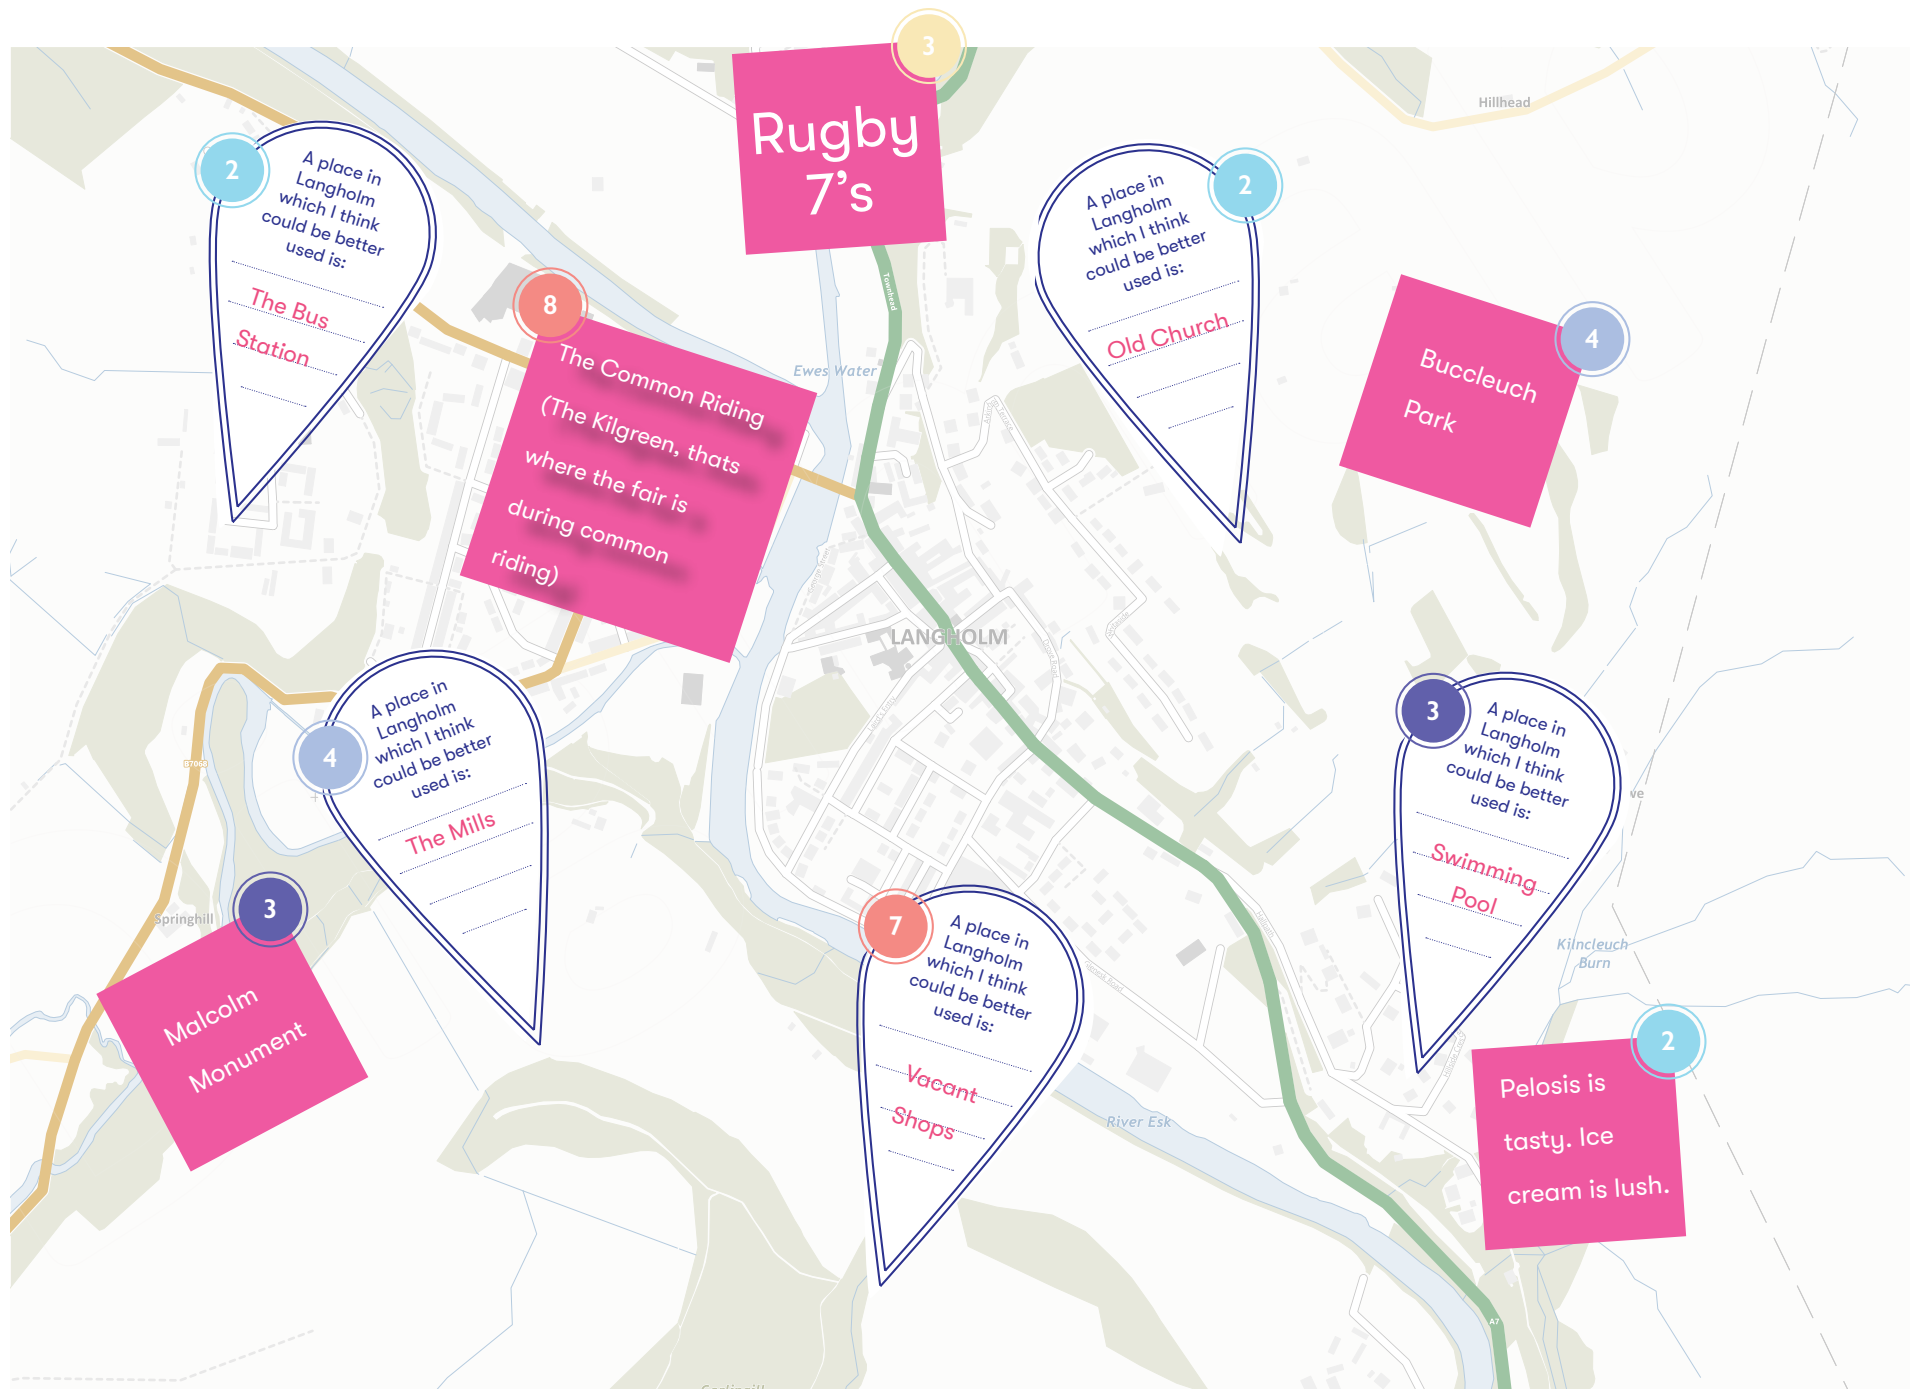 3
Rugby
7's
Hillhead
2
A place in
Langholm
which I think
could be better
used is:
The Bus
Station
2
A place in
Langholm
which I think
could be better
used is:
Old Church
Townhead
8
The Common Riding
(The Kilgreen, thats
where the fair is
during common
riding)
Ewes Water
4
Buccleuch
Park
LANGHOLM
4
A place in
Langholm
which I think
could be better
used is:
The Mills
B7068
3
A place in
Langholm
which I think
could be better
used is:
Swimming
Pool
ve
Springhill
3
Malcolm
Monument
7
A place in
Langholm
which I think
could be better
used is:
Vacant
Shops
Kilncleuch
Burn
River Esk
2
Pelosis is
tasty. Ice
cream is lush.
A7